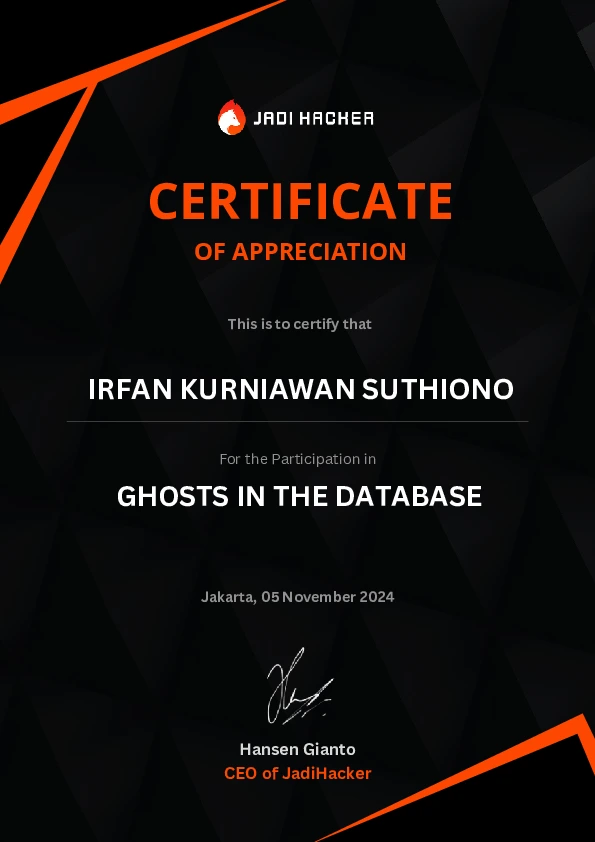 JADI HACKER
CERTIFICATE
OF APPRECIATION
This is to certify that
IRFAN KURNIAWAN SUTHIONO
For the Participation in
GHOSTS IN THE DATABASE
Jakarta, 05 November 2024
Hansen Gianto
CEO of JadiHacker